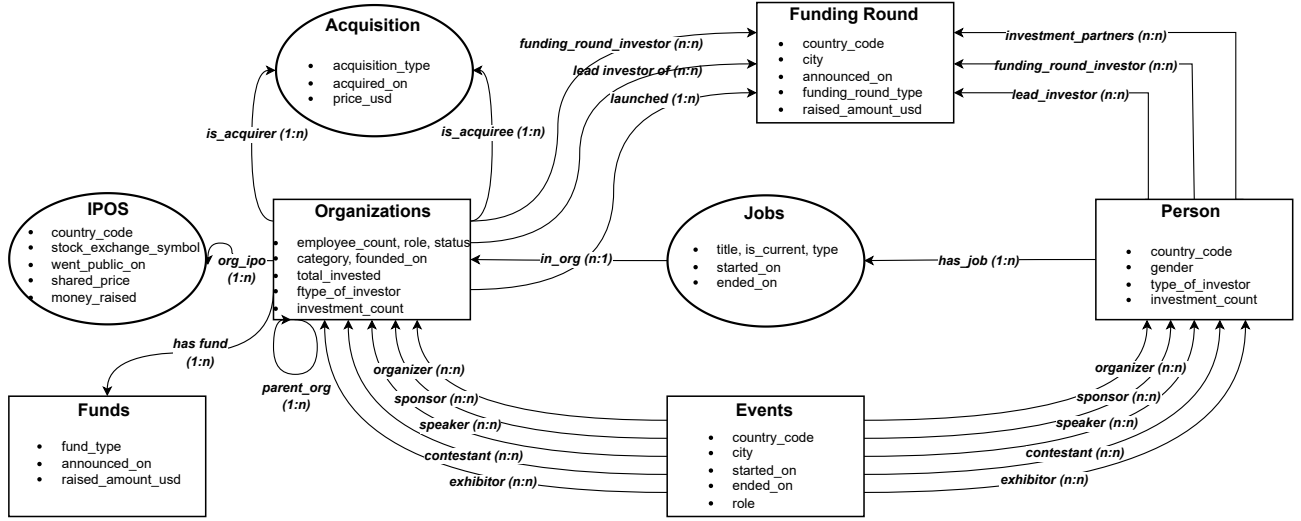 Acquisition
acquisition_type
acquired_on
price_usd
Funding Round
country_code
city
announced_on
funding_round_type
raised_amount_usd
funding_round_investor (n:n)
lead investor of (n:n)
launched (1:n)
investment_partners (n:n)
funding_round_investor (n:n)
lead_investor (n:n)
is_acquirer (1:n)
is_acquiree (1:n)
IPOS
country_code
stock_exchange_symbol
went_public_on
shared_price
money_raised
org_ipo
(1:n)
Organizations
employee_count, role, status
category, founded_on
total_invested
ftype_of_investor
investment_count
in_org (n:1)
Jobs
title, is_current, type
started_on
ended_on
has_job (1:n)
Person
country_code
gender
type_of_investor
investment_count
has fund
(1:n)
parent_org
(1:n)
Funds
fund_type
announced_on
raised_amount_usd
organizer (n:n)
sponsor (n:n)
speaker (n:n)
contestant (n:n)
exhibitor (n:n)
Events
country_code
city
started_on
ended_on
role
organizer (n:n)
sponsor (n:n)
speaker (n:n)
contestant (n:n)
exhibitor (n:n)